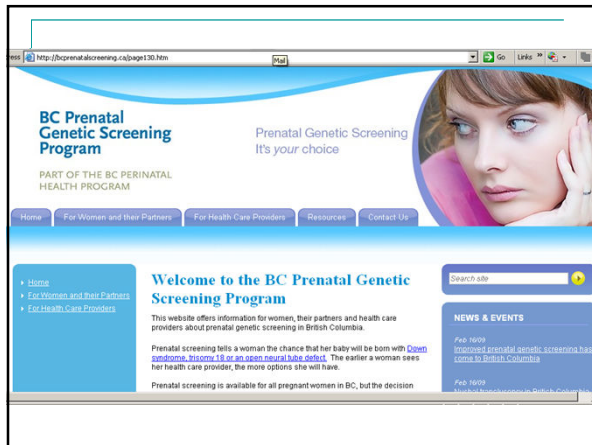 ess http://bcprenatalscreening.ca/page130.htm Go Links »
Mail
BC Prenatal
Genetic Screening
Program
PART OF THE BC PERINATAL
HEALTH PROGRAM
Prenatal Genetic Screening
It's your choice
Home For Women and their Partners For Health Care Providers Resources Contact Us
Home
For Women and their Partners
For Health Care Providers
Welcome to the BC Prenatal Genetic
Screening Program
This website offers information for women, their partners and health care
providers about prenatal genetic screening in British Columbia.
Prenatal screening tells a woman the chance that her baby will be born with Down
syndrome, trisomy 18 or an open neural tube defect. The earlier a woman sees
her health care provider, the more options she will have.
Prenatal screening is available for all pregnant women in BC, but the decision
Search site
NEWS & EVENTS
Feb 16/09
Improved prenatal genetic screening has
come to British Columbia
Feb 16/09
Nuchal translucency in British Columbia